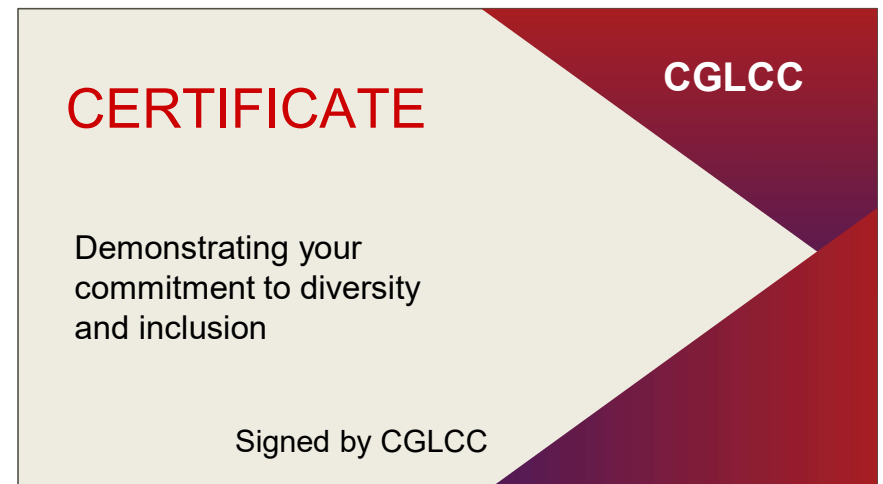 CGLCC
CERTIFICATE
Demonstrating your
commitment to diversity
and inclusion
Signed by CGLCC